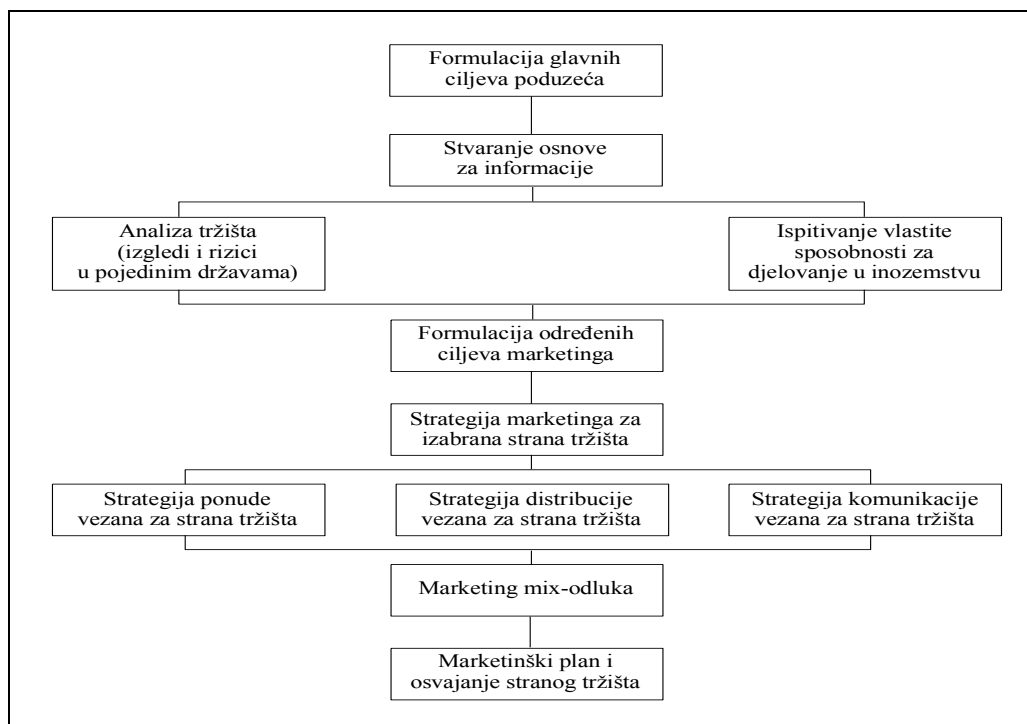 Formulacija glavnih
ciljeva poduzeća
Stvaranje osnove
za informacije
Analiza tržišta
(izgledi i rizici
u pojedinim državama)
Ispitivanje vlastite
sposobnosti za
djelovanje u inozemstvu
Formulacija određenih
ciljeva marketinga
Strategija marketinga za
izabrana strana tržišta
Strategija ponude
vezana za strana tržišta
Strategija distribucije
vezana za strana tržišta
Strategija komunikacije
vezana za strana tržišta
Marketing mix-odluka
Marketinški plan i
osvajanje stranog tržišta